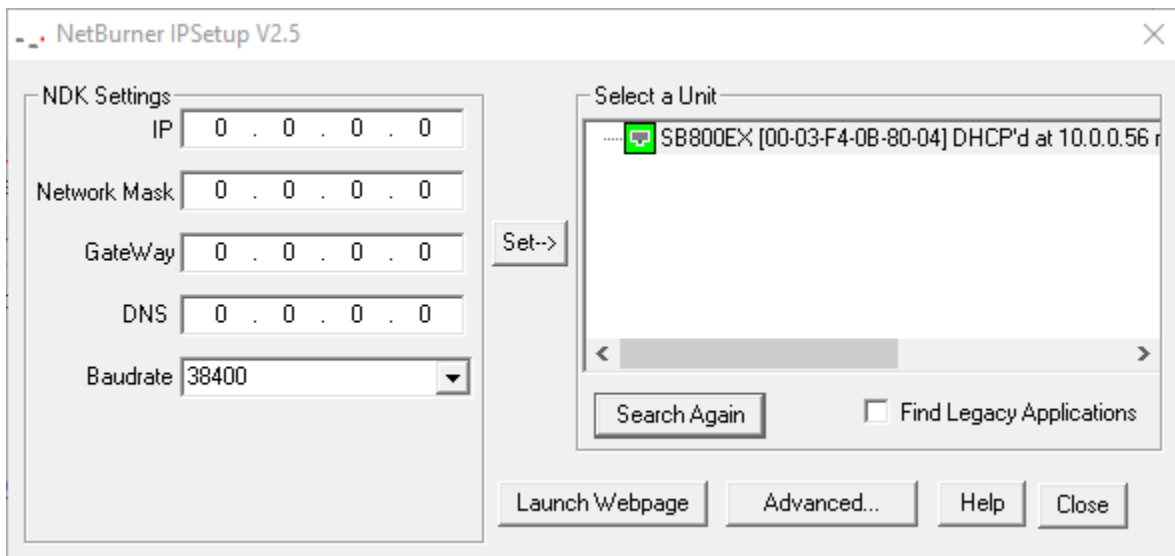 NetBurner IPSetup V2.5
NDK Settings
IP 0 . 0 . 0 . 0
Network Mask 0 . 0 . 0 . 0
GateWay 0 . 0 . 0 . 0
DNS 0 . 0 . 0 . 0
Baudrate 38400
Set-->
Select a Unit
SB800EX [00-03-F4-0B-80-04] DHCP'd at 10.0.0.56
Search Again
Find Legacy Applications
Launch Webpage
Advanced...
Help
Close